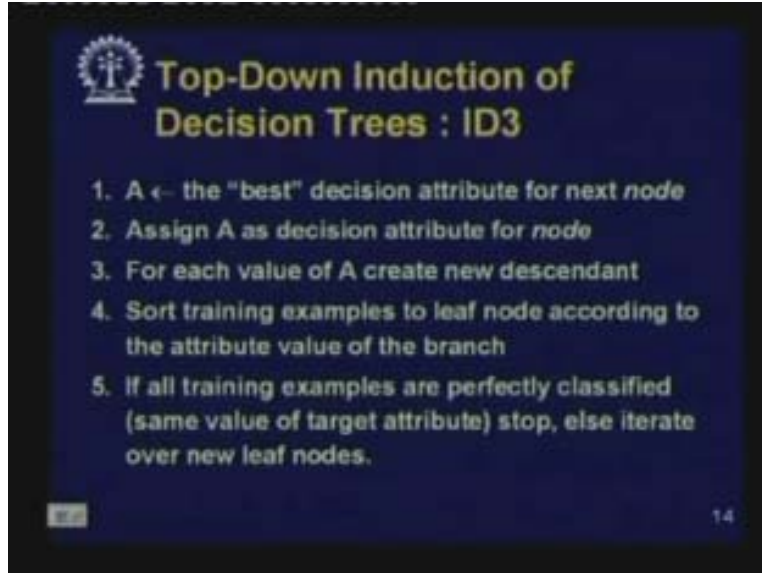 Top-Down Induction of
Decision Trees : ID3
1. A ← the "best" decision attribute for next node
2. Assign A as decision attribute for node
3. For each value of A create new descendant
4. Sort training examples to leaf node according to
the attribute value of the branch
5. If all training examples are perfectly classified
(same value of target attribute) stop, else iterate
over new leaf nodes.
14